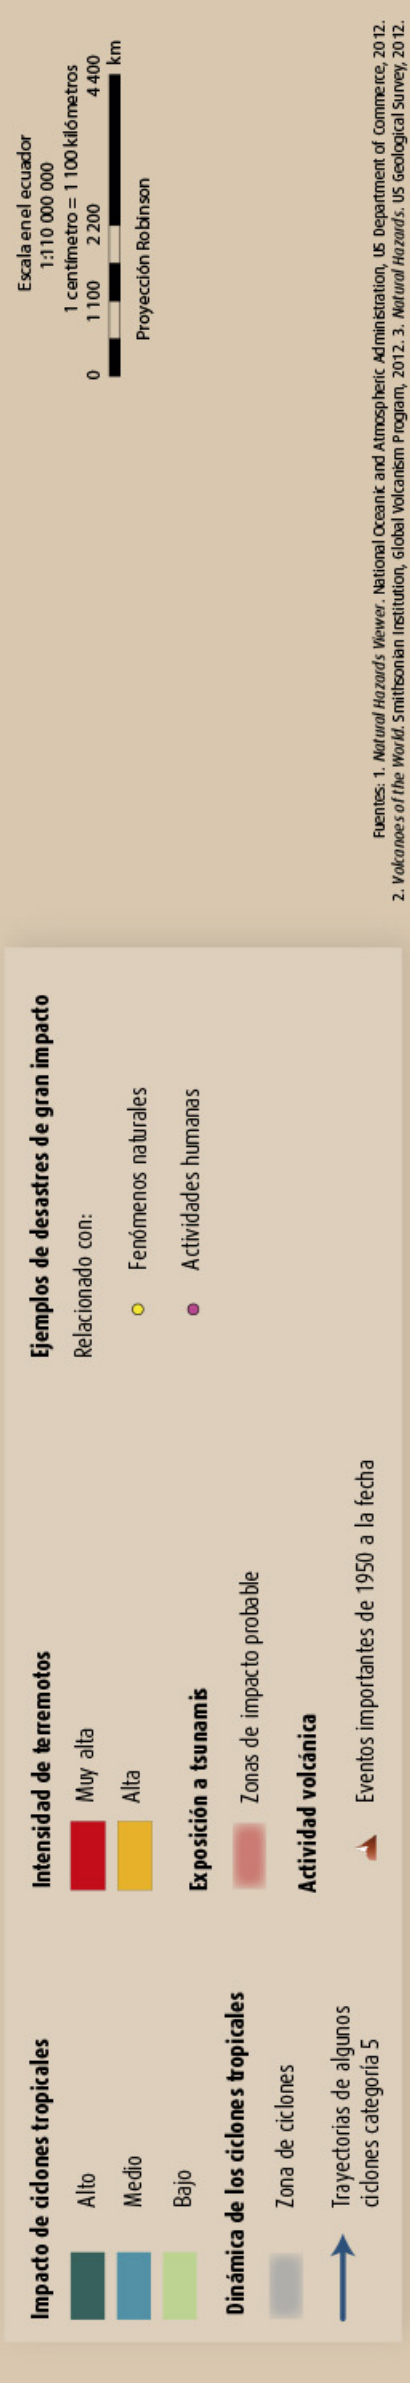 Impacto de ciclones tropicales
Alto
Medio
Bajo
Dinámica de los ciclones tropicales
Zona de ciclones
Trayectorias de algunos
ciclones categoría 5
Intensidad de terremotos
Muy alta
Alta
Exposición a tsunamis
Zonas de impacto probable
Actividad volcánica
Eventos importantes de 1950 a la fecha
Ejemplos de desastres de gran impacto
Relacionado con:
Fenómenos naturales
Actividades humanas
Escala en el ecuador
1:110 000 000
1 centímetro = 1 100 kilómetros
0 1 100 2 200 4 400
km
Proyección Robinson
Fuentes: 1. Natural Hazards Viewer. National Oceanic and Atmospheric Administration, US Department of Commerce, 2012.
2. Volcanoes of the World. Smithsonian Institution, Global Volcanism Program, 2012. 3. Natural Hazards. US Geological Survey, 2012.